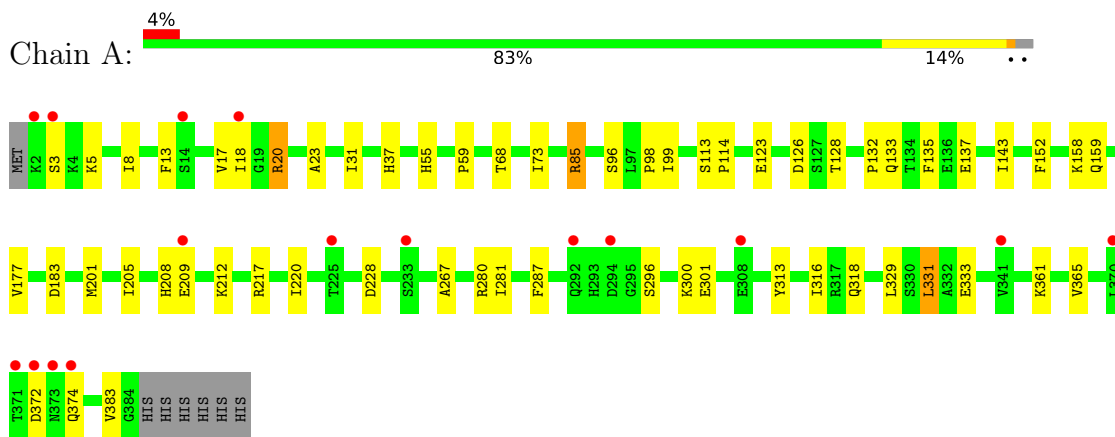 4%
Chain A:
83% 14% • •
MET K2 S3 K4 K5 I8 F13 S14 V17 I18 G19 R20 A23 I31 H37 H55 P59 T68 I73 R85 S96 L97 P98 I99 S113 P114 E123 D126 S127 T128 P132 Q133 T134 F135 E136 E137 I143 F152 K158 Q159
V177 D183 M201 I205 H208 E209 K212 R217 I220 T225 D228 S233 A267 R280 I281 F287 Q292 H293 D294 G295 S296 K300 E301 E308 Y313 I316 R317 Q318 L329 S330 L331 A332 E333 V341 K361 V365 L370
T371 D372 N373 Q374 V383 G384 HIS HIS HIS HIS HIS HIS